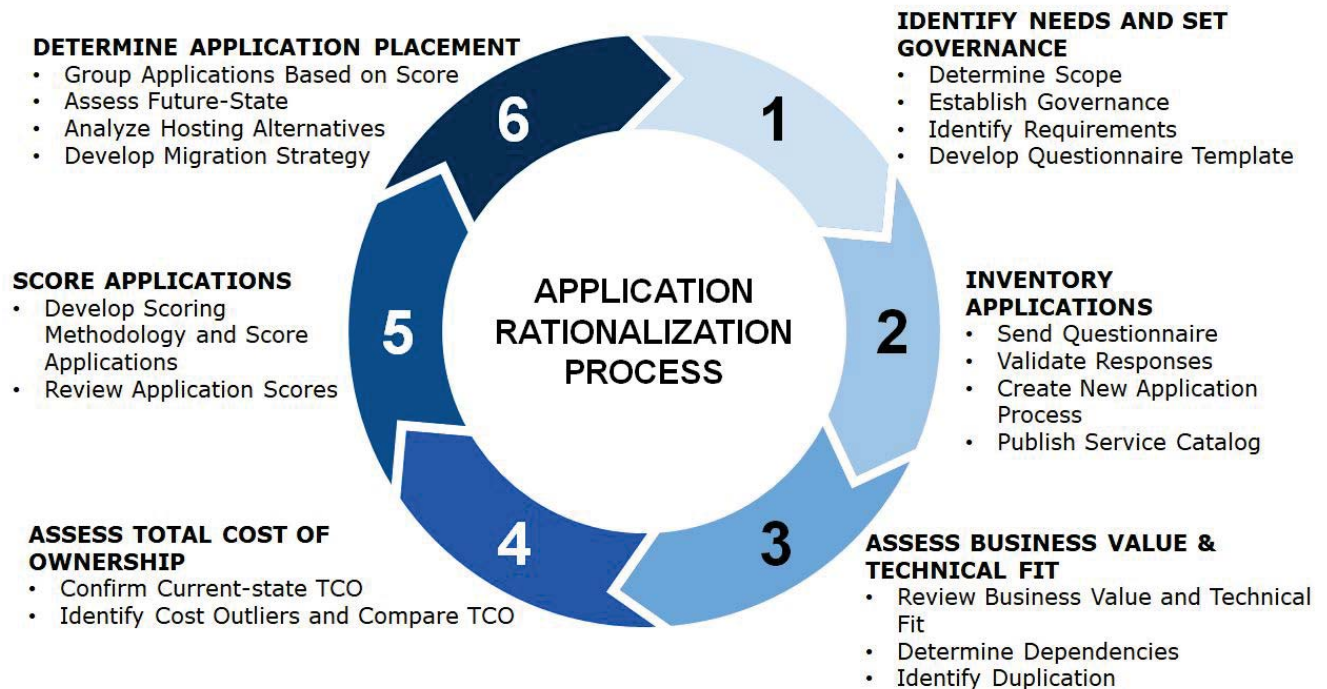 DETERMINE APPLICATION PLACEMENT
• Group Applications Based on Score
• Assess Future-State
• Analyze Hosting Alternatives
• Develop Migration Strategy
6
1
IDENTIFY NEEDS AND SET
GOVERNANCE
• Determine Scope
• Establish Governance
• Identify Requirements
• Develop Questionnaire Template
SCORE APPLICATIONS
• Develop Scoring
Methodology and Score
Applications
• Review Application Scores
5
APPLICATION
RATIONALIZATION
PROCESS
2
INVENTORY
APPLICATIONS
• Send Questionnaire
• Validate Responses
• Create New Application
Process
• Publish Service Catalog
ASSESS TOTAL COST OF
OWNERSHIP
• Confirm Current-state TCO
• Identify Cost Outliers and Compare TCO
4
3
ASSESS BUSINESS VALUE &
TECHNICAL FIT
• Review Business Value and Technical
Fit
• Determine Dependencies
• Identify Duplication